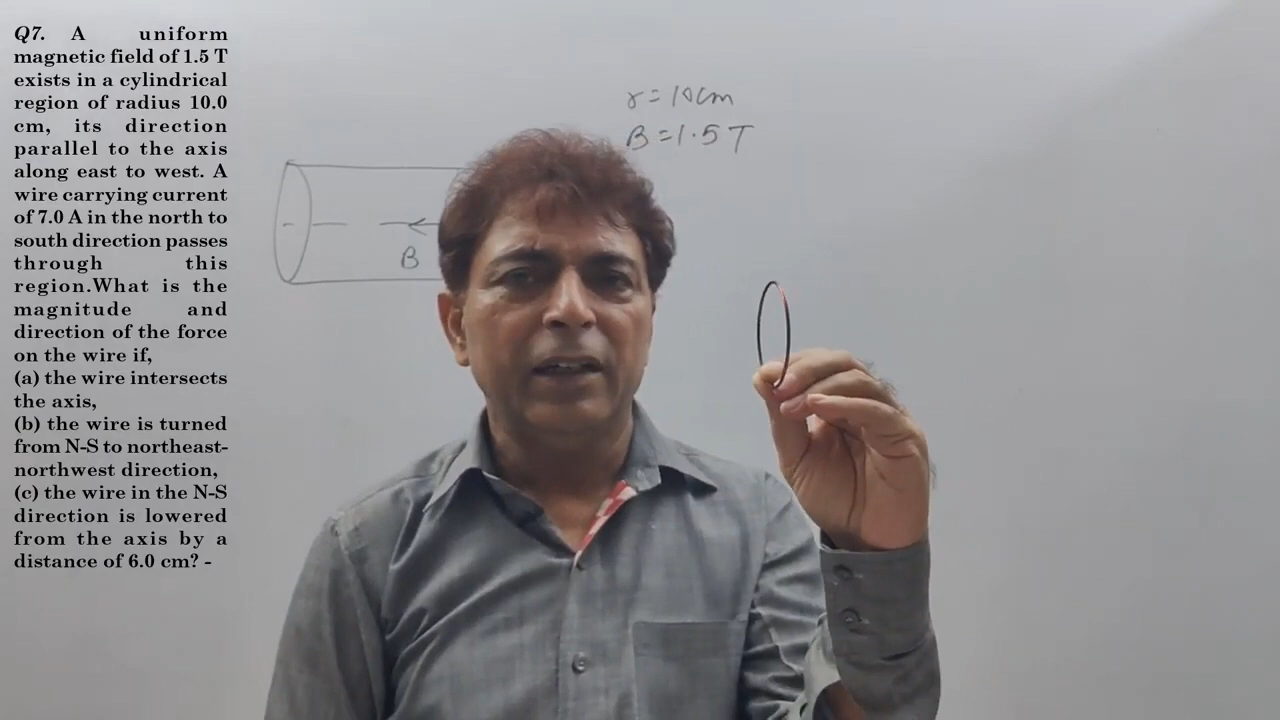 Q7. A uniform
magnetic field of 1.5 T
exists in a cylindrical
region of radius 10.0
cm, its direction
parallel to the axis
along east to west. A
wire carrying current
of 7.0 A in the north to
south direction passes
through this
region.What is the
magnitude and
direction of the force
on the wire if,
(a) the wire intersects
the axis,
(b) the wire is turned
from N-S to northeast-
northwest direction,
(c) the wire in the N-S
direction is lowered
from the axis by a
distance of 6.0 cm? -
r = 10cm
B = 1.5 T
B